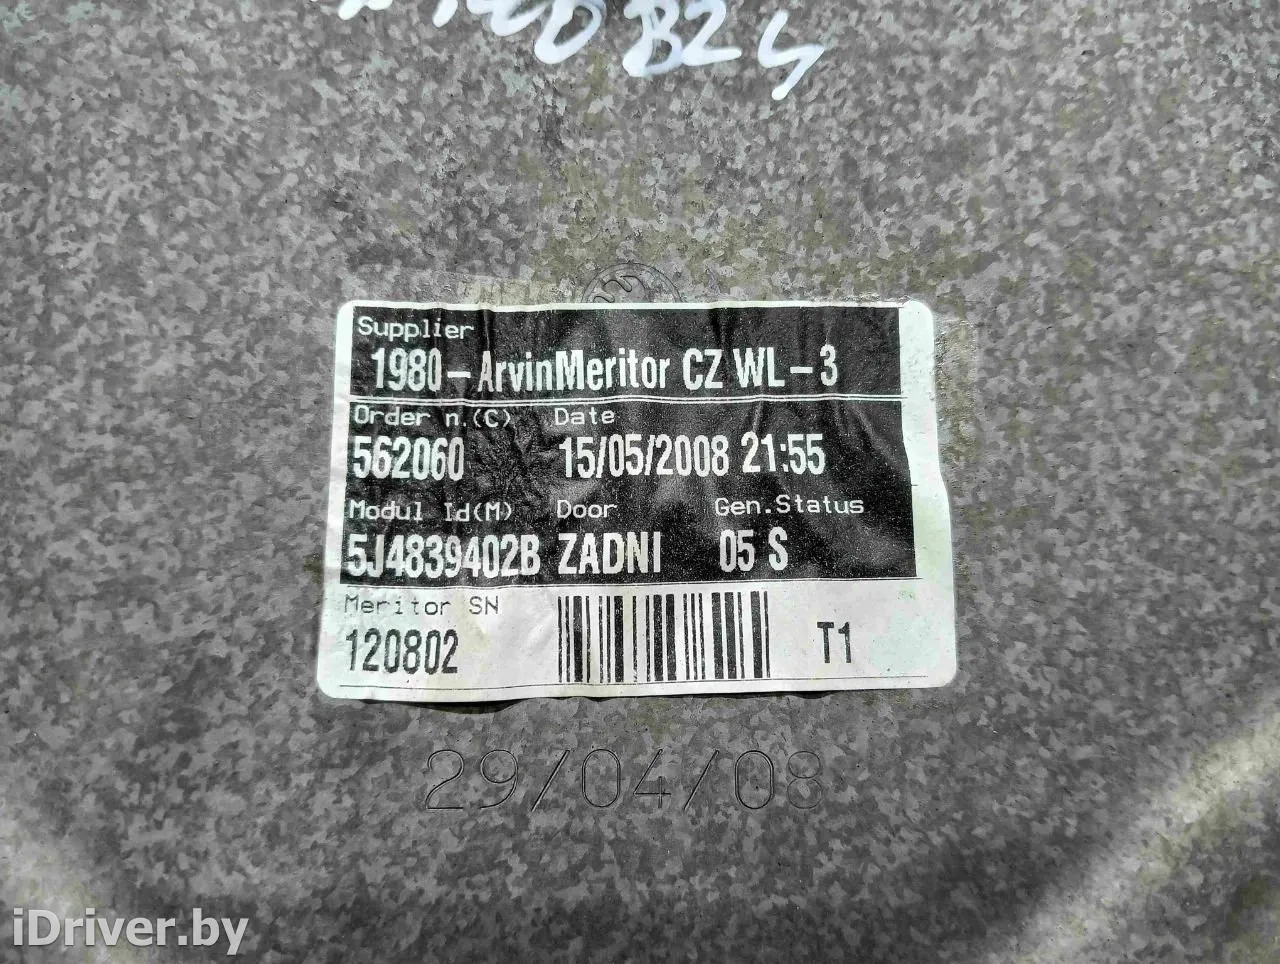 Supplier
1980-ArvinMeritor CZ WL-3
Order n.(C) Date
562060 15/05/2008 21:55
Modul Id(M) Door Gen.Status
5J4839402B ZADNI 05 S
Meritor SN
120802 T1
29/04/08
iDriver.by